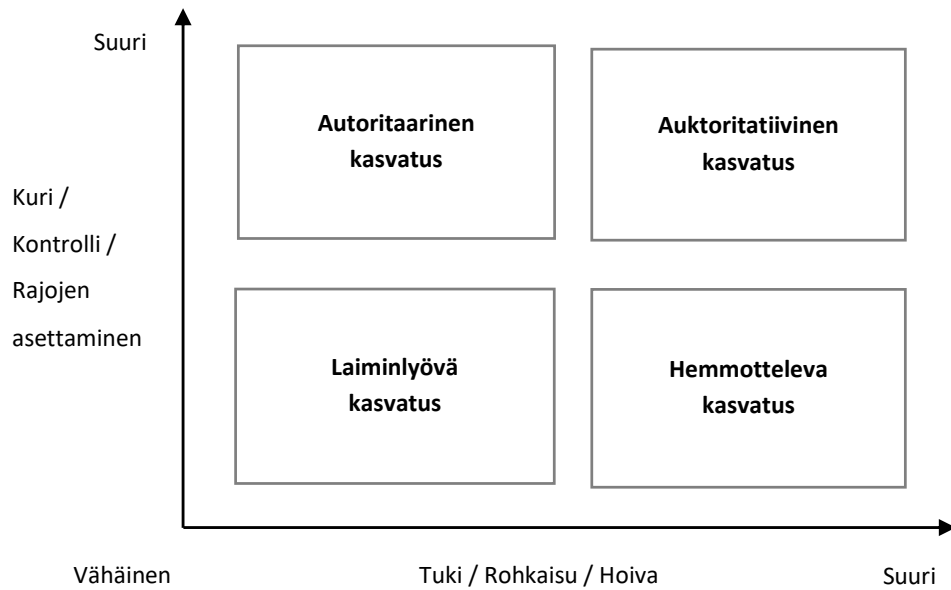 Suuri
Autoritaarinen
kasvatus
Auktoritatiivinen
kasvatus
Kuri /
Kontrolli /
Rajojen
asettaminen
Laiminlyövä
kasvatus
Hemmotteleva
kasvatus
Vähäinen
Tuki / Rohkaisu / Hoiva
Suuri